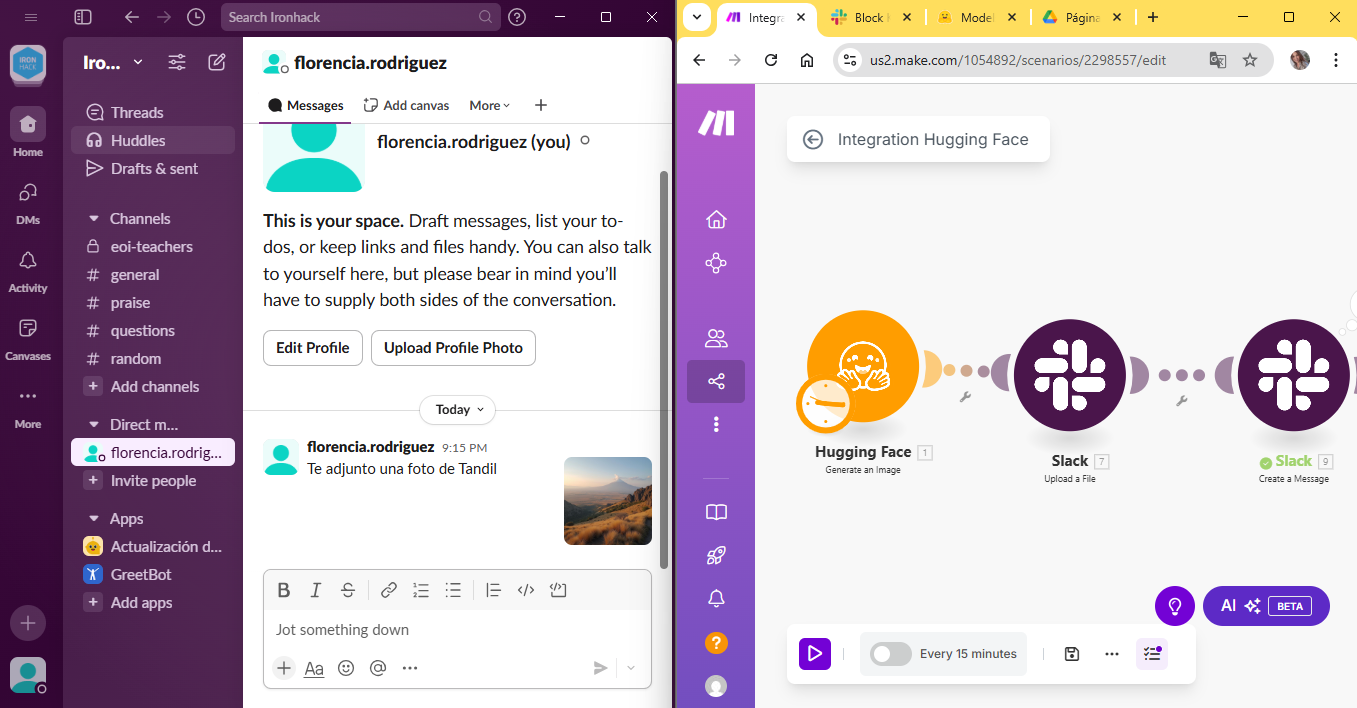 Search Ironhack
IRON HACK
Home
DMs
Activity
Canvases
More
Iro...
Threads
Huddles
Drafts & sent
Channels
eoi-teachers
# general
# praise
# questions
# random
+ Add channels
Direct m...
florencia.rodrig...
+ Invite people
Apps
Actualización d...
GreetBot
+ Add apps
florencia.rodriguez
Messages
Add canvas
More
florencia.rodriguez (you)
This is your space. Draft messages, list your to-
dos, or keep links and files handy. You can also talk
to yourself here, but please bear in mind you’ll
have to supply both sides of the conversation.
Edit Profile
Upload Profile Photo
Today
florencia.rodriguez 9:15 PM
Te adjunto una foto de Tandil
B I S
Jot something down
+ Aa @
Integra
Block
Model
Página
us2.make.com/1054892/scenarios/2298557/edit
Integration Hugging Face
Hugging Face 1
Generate an Image
Slack 7
Upload a File
Slack 9
Create a Message
AI BETA
Every 15 minutes